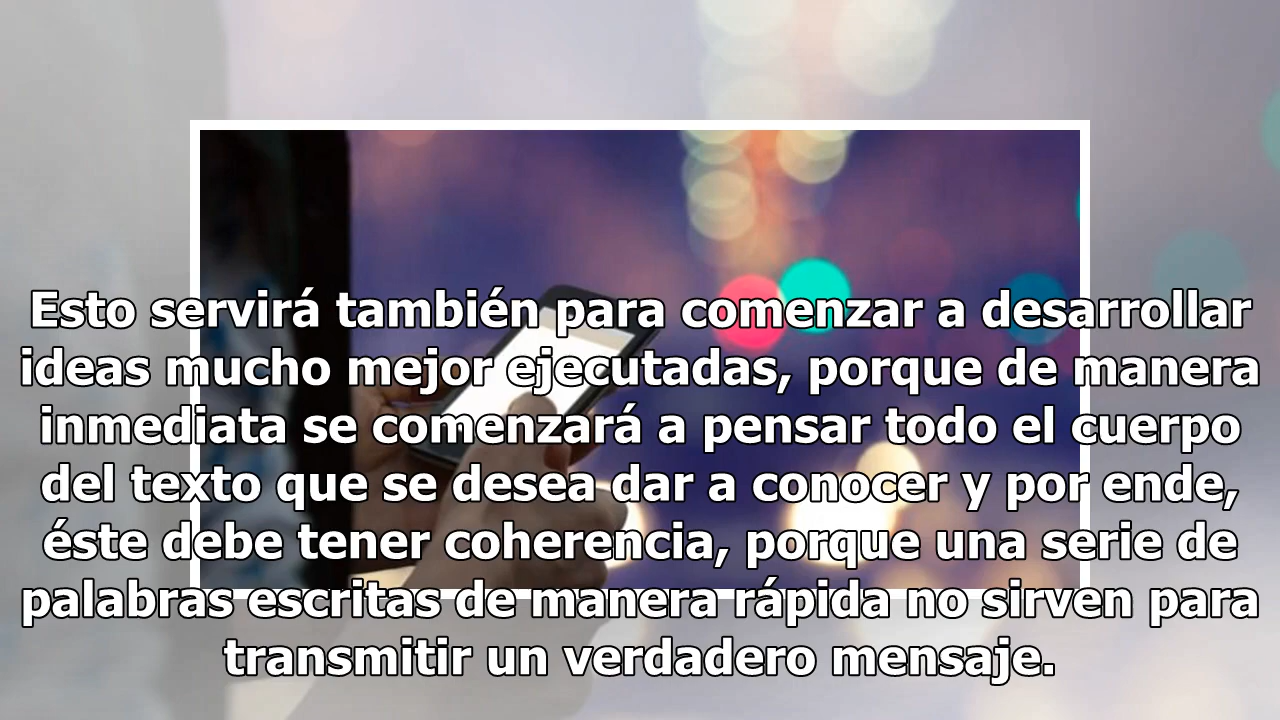 Esto servirá también para comenzar a desarrollar
ideas mucho mejor ejecutadas, porque de manera
inmediata se comenzará a pensar todo el cuerpo
del texto que se desea dar a conocer y por ende,
éste debe tener coherencia, porque una serie de
palabras escritas de manera rápida no sirven para
transmitir un verdadero mensaje.